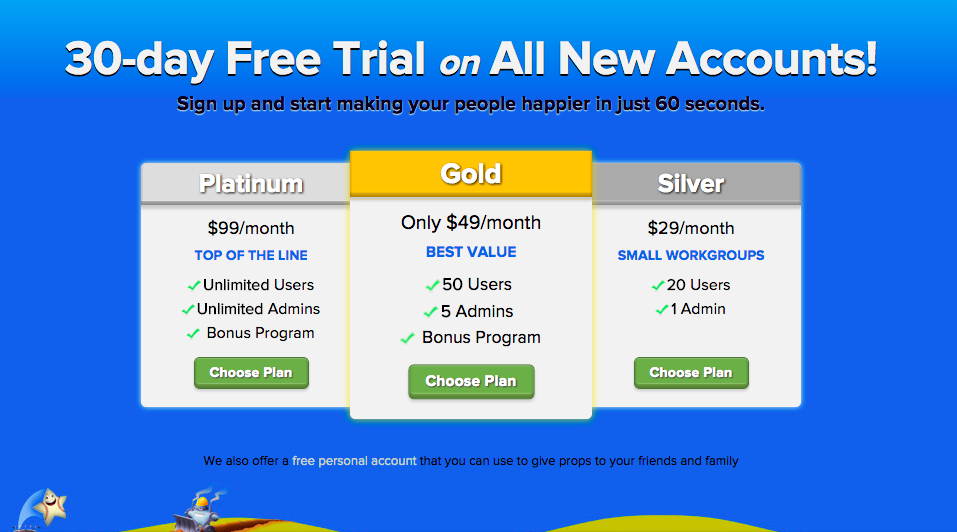 30-day Free Trial on All New Accounts!
Sign up and start making your people happier in just 60 seconds.
Platinum
$99/month
TOP OF THE LINE
Unlimited Users
Unlimited Admins
Bonus Program
Choose Plan
Gold
Only $49/month
BEST VALUE
50 Users
5 Admins
Bonus Program
Choose Plan
Silver
$29/month
SMALL WORKGROUPS
20 Users
1 Admin
Choose Plan
We also offer a free personal account that you can use to give props to your friends and family